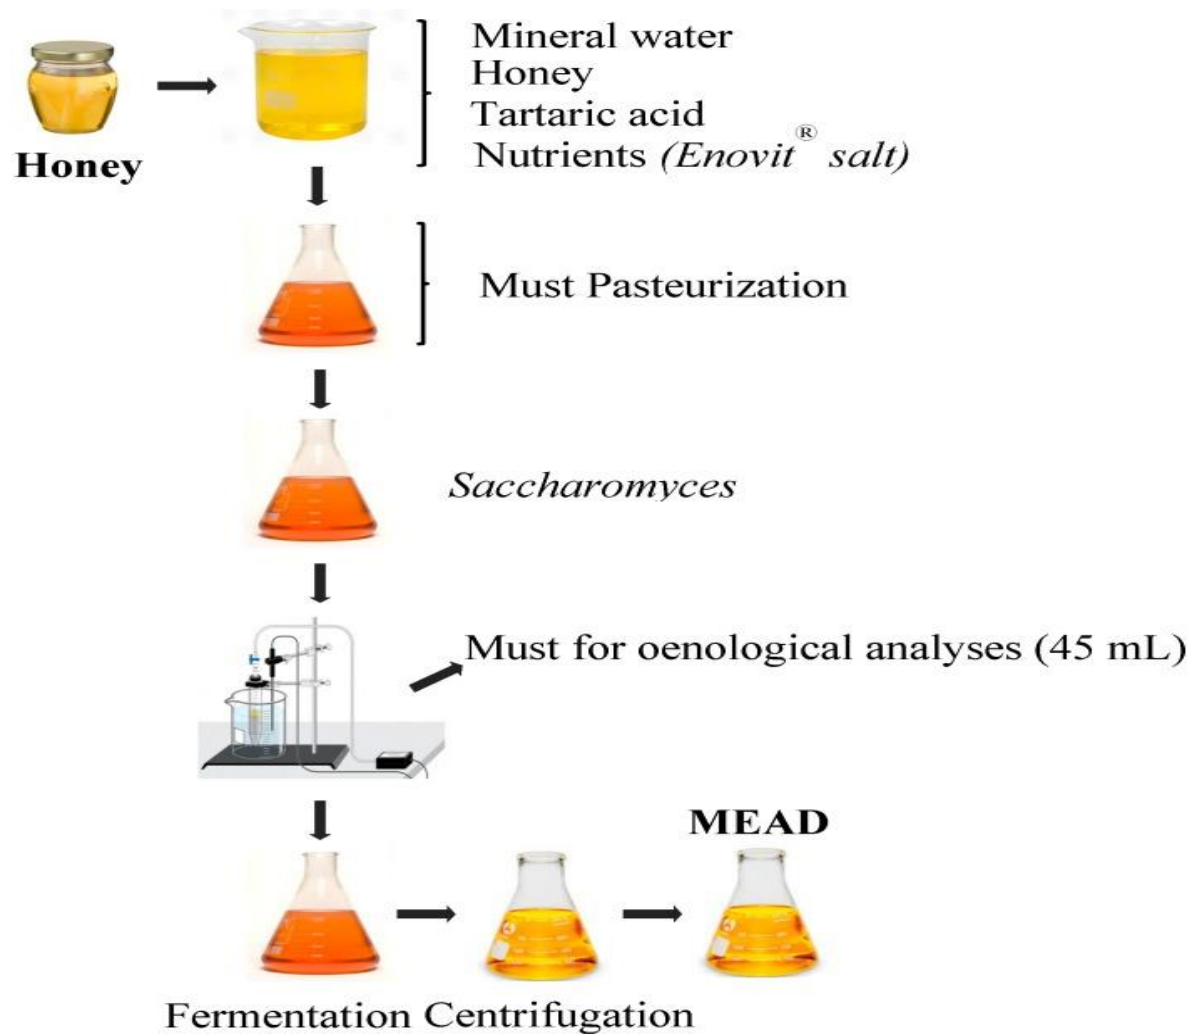 Mineral water
Honey
Tartaric acid
Nutrients (Enovit® salt)
Honey
Must Pasteurization
Saccharomyces
Must for oenological analyses (45 mL)
MEAD
Fermentation Centrifugation